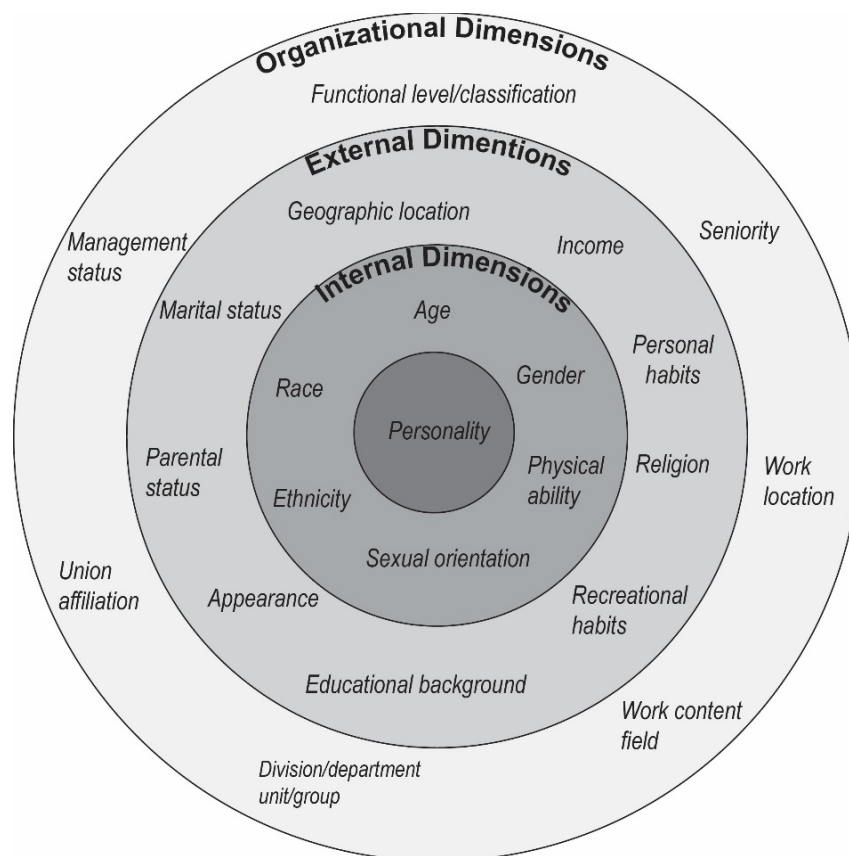 Organizational Dimensions
Functional level/classification
External Dimentions
Geographic location
Income
Seniority
Management
status
Marital status
Internal Dimensions
Age
Personal
habits
Race
Gender
Personality
Parental
status
Physical
ability
Religion
Work
location
Ethnicity
Sexual orientation
Union
affiliation
Appearance
Recreational
habits
Educational background
Work content
field
Division/department
unit/group